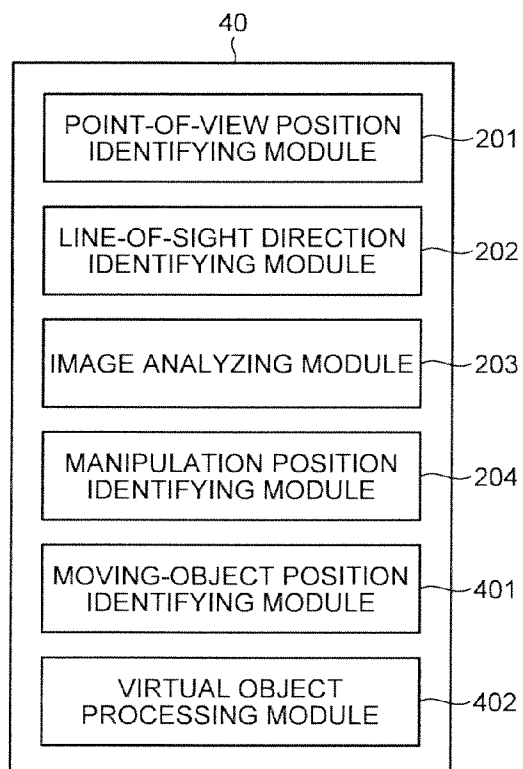 40
POINT-OF-VIEW POSITION
IDENTIFYING MODULE
201
LINE-OF-SIGHT DIRECTION
IDENTIFYING MODULE
202
IMAGE ANALYZING MODULE
203
MANIPULATION POSITION
IDENTIFYING MODULE
204
MOVING-OBJECT POSITION
IDENTIFYING MODULE
401
VIRTUAL OBJECT
PROCESSING MODULE
402